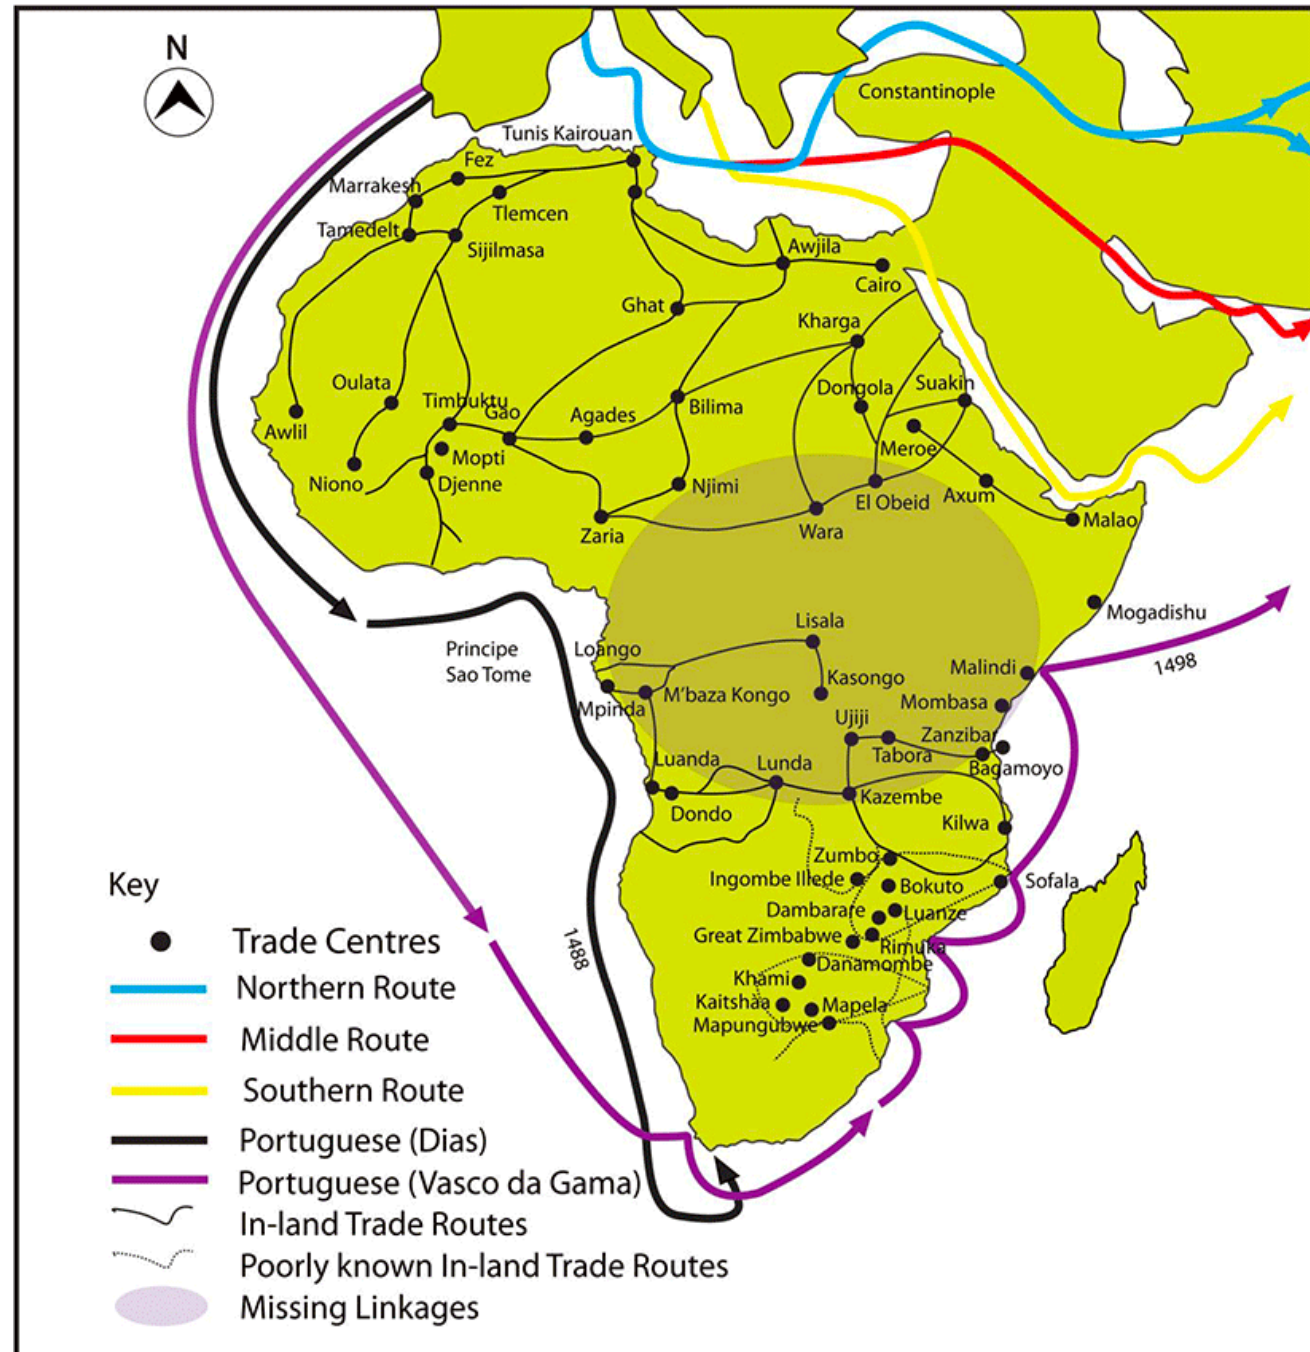 N
Constantinople
Tunis Kairouan
Fez
Marrakesh
Tlemcen
Tamedelt
Sijilmasa
Awjila
Cairo
Ghat
Kharga
Oulata
Timbuktu
Gao
Agades
Bilima
Dongola
Suakin
Awlil
Mopti
Meroe
Niono
Djenne
Njimi
El Obeid
Axum
Zaria
Wara
Malao
Mogadishu
Lisala
Principe
Sao Tome
Loango
Malindi
1498
Kasongo
M'baza Kongo
Mpinda
Mombasa
Ujiji
Zanzibar
Tabora
Luanda
Lunda
Bagamoyo
Kazembe
Dondo
Kilwa
Zumbo
Ingombe Illede
Bokuto
Sofala
Dambarare
Luanze
Great Zimbabwe
Rimuka
1488
Danamombe
Khami
Kaitshàa
Mapela
Mapungubwe
Key
Trade Centres
Northern Route
Middle Route
Southern Route
Portuguese (Dias)
Portuguese (Vasco da Gama)
In-land Trade Routes
Poorly known In-land Trade Routes
Missing Linkages